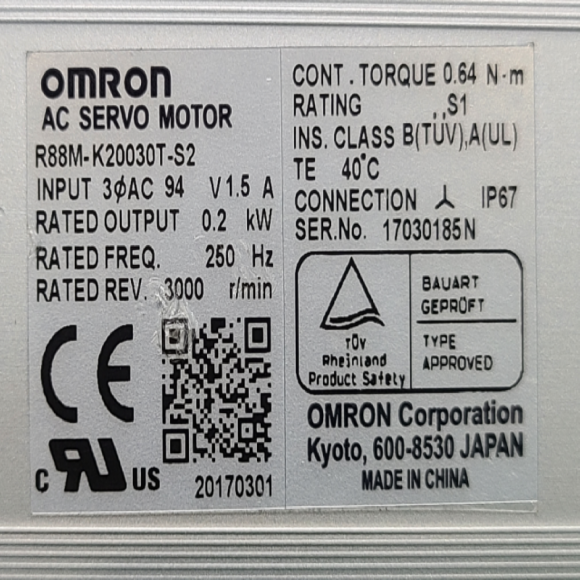 OMRON
AC SERVO MOTOR
R88M-K20030T-S2
INPUT 3ϕAC 94 V 1.5 A
RATED OUTPUT 0.2 kW
RATED FREQ. 250 Hz
RATED REV. 3000 r/min
CE
C RU US
20170301
CONT. TORQUE 0.64 N·m
RATING S1
INS. CLASS B(TÜV),A(UL)
TE 40°C
CONNECTION IP67
SER.No. 17030185N
TÜV
Rheinland
Product Safety
BAUART
GEPRÜFT
TYPE
APPROVED
OMRON Corporation
Kyoto, 600-8530 JAPAN
MADE IN CHINA